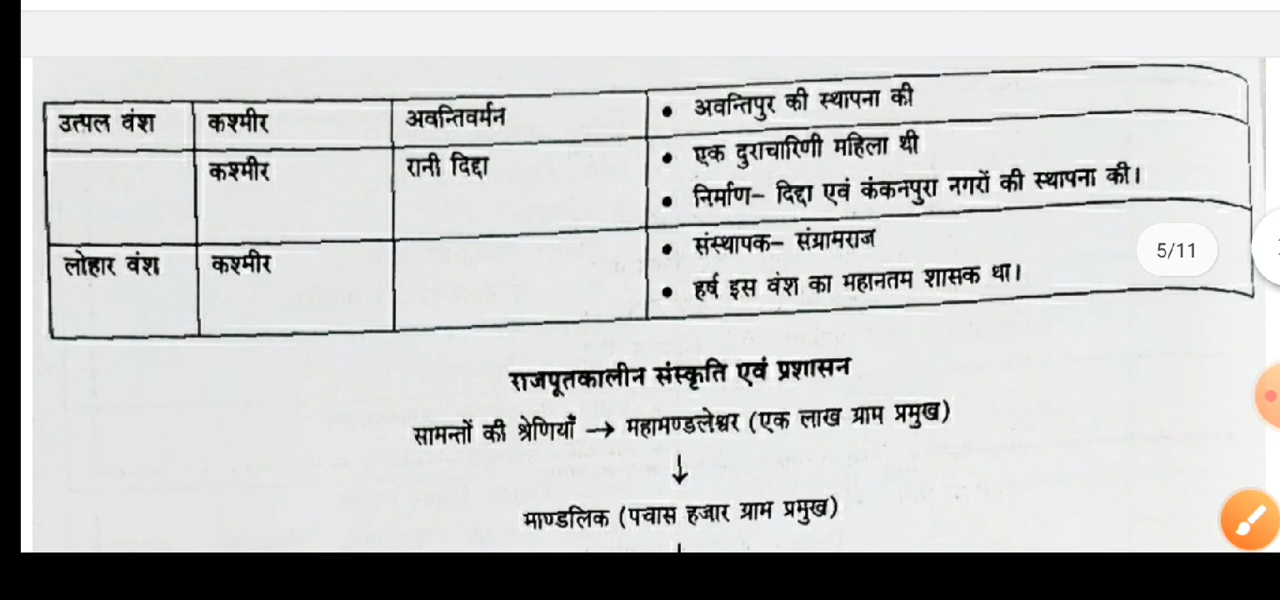 उत्पल वंश कश्मीर अवन्तिवर्मन • अवन्तिपुर की स्थापना की
कश्मीर रानी दिद्दा • एक दुराचारिणी महिला थी
• निर्माण– दिद्दा एवं कंकनपुरा नगरों की स्थापना की।
लोहार वंश कश्मीर • संस्थापक– संग्रामराज
• हर्ष इस वंश का महानतम शासक था।
5/11
राजपूतकालीन संस्कृति एवं प्रशासन
सामन्तों की श्रेणियाँ → महामण्डलेश्वर (एक लाख ग्राम प्रमुख)
↓
माण्डलिक (पचास हजार ग्राम प्रमुख)